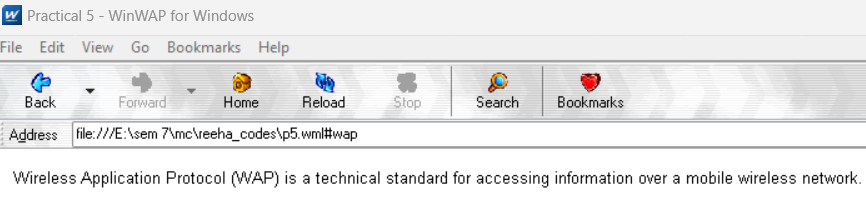 Practical 5 - WinWAP for Windows
File Edit View Go Bookmarks Help
Back Forward Home Reload Stop Search Bookmarks
Address file:///E:\sem 7\mc\reeha_codes\p5.wml#wap
Wireless Application Protocol (WAP) is a technical standard for accessing information over a mobile wireless network.